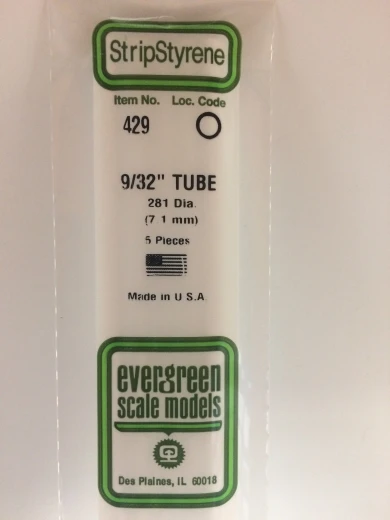 StripStyrene
Item No. Loc. Code
429
9/32" TUBE
281 Dia.
(7 1 mm)
5 Pieces
Made in U S.A
evergreen
scale models
Des Plaines, IL 60018